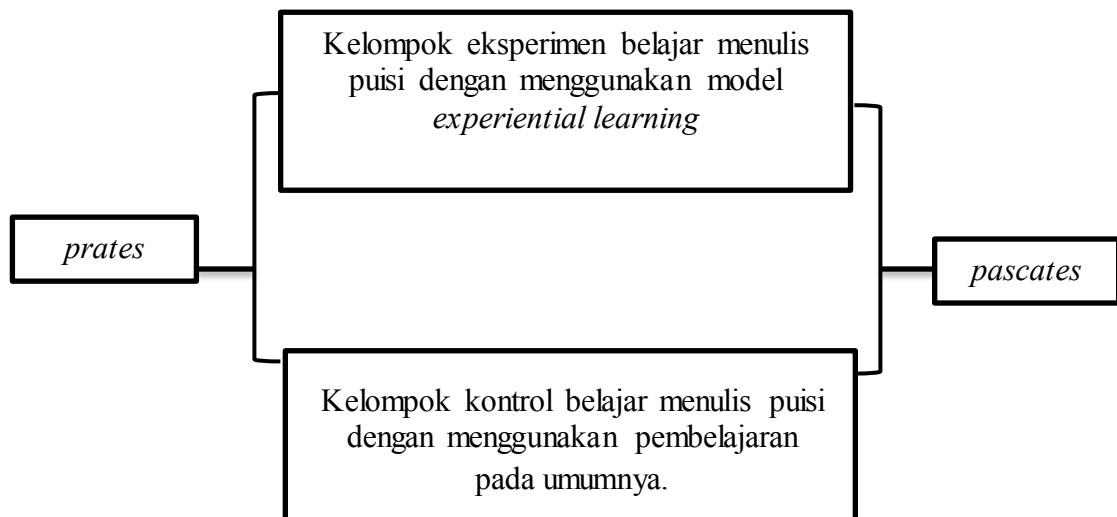 Kelompok eksperimen belajar menulis
puisi dengan menggunakan model
experiential learning
prates
pascates
Kelompok kontrol belajar menulis puisi
dengan menggunakan pembelajaran
pada umumnya.